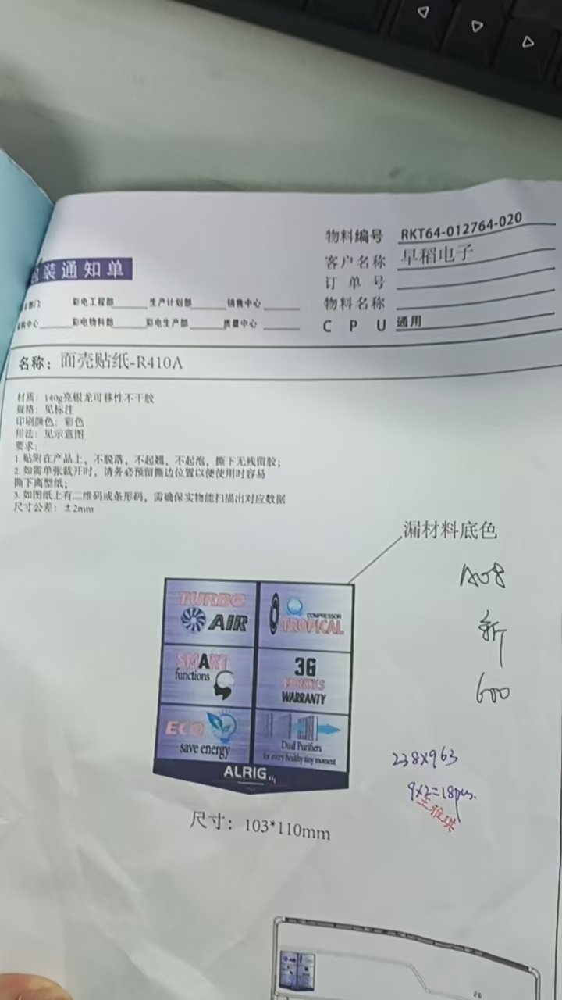 物料编号 RKT64-012764-020
客户名称 早稻电子
订单号
物料名称
CPU 通用
装通知单
部门 彩电工程部 生产计划部 销售中心
中心 彩电物料部 彩电生产部 质量中心
名称：面壳贴纸-R410A
材质：140g亮银龙可移性不干胶
规格：见标注
印刷颜色：彩色
用法：见示意图
要求：
1. 贴附在产品上，不脱落，不起翘，不起泡，撕下无残留胶；
2. 如需单张裁开时，请务必预留撕边位置以便使用时容易
撕下离型纸；
3. 如图纸上有二维码或条形码，需确保实物能扫描出对应数据
尺寸公差：±2mm
漏材料底色
A08
新
600
TURBO
AIR
COMPRESSOR
TROPICAL
SMART
functions
36
MONTHS
WARRANTY
ECO
save energy
Dual Purifiers
for every healthy tiny moment
ALRIG
238X963
9X2=18pcs.
王雅琪
尺寸：103*110mm